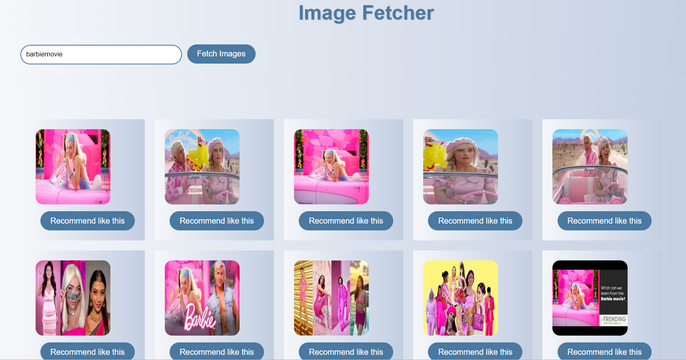 Image Fetcher
barbiemovie
Fetch Images
Recommend like this
Recommend like this
Recommend like this
Recommend like this
Recommend like this
Barbie
What can we
learn from the
Barbie movie?
TRENDING
Recommend like this
Recommend like this
Recommend like this
Recommend like this
Recommend like this